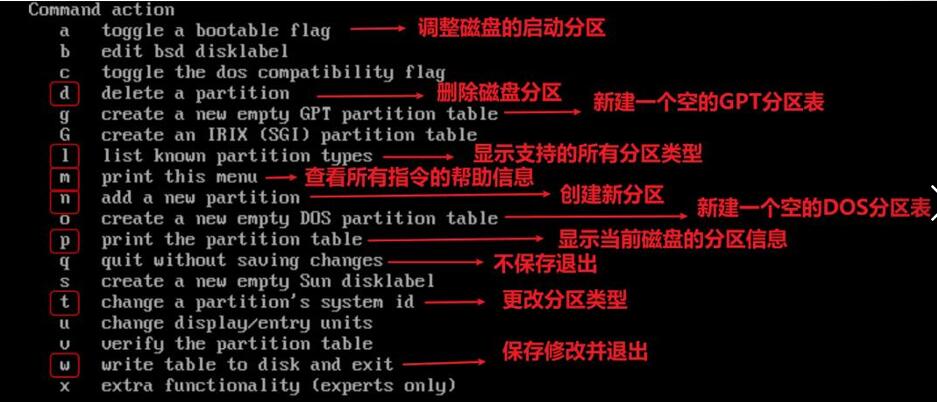 Command action
a toggle a bootable flag 调整磁盘的启动分区
b edit bsd disklabel
c toggle the dos compatibility flag
d delete a partition 删除磁盘分区
g create a new empty GPT partition table 新建一个空的GPT分区表
G create an IRIX (SGI) partition table
l list known partition types 显示支持的所有分区类型
m print this menu 查看所有指令的帮助信息
n add a new partition 创建新分区
o create a new empty DOS partition table 新建一个空的DOS分区表
p print the partition table 显示当前磁盘的分区信息
q quit without saving changes 不保存退出
s create a new empty Sun disklabel
t change a partition's system id 更改分区类型
u change display/entry units
v verify the partition table
w write table to disk and exit 保存修改并退出
x extra functionality (experts only)